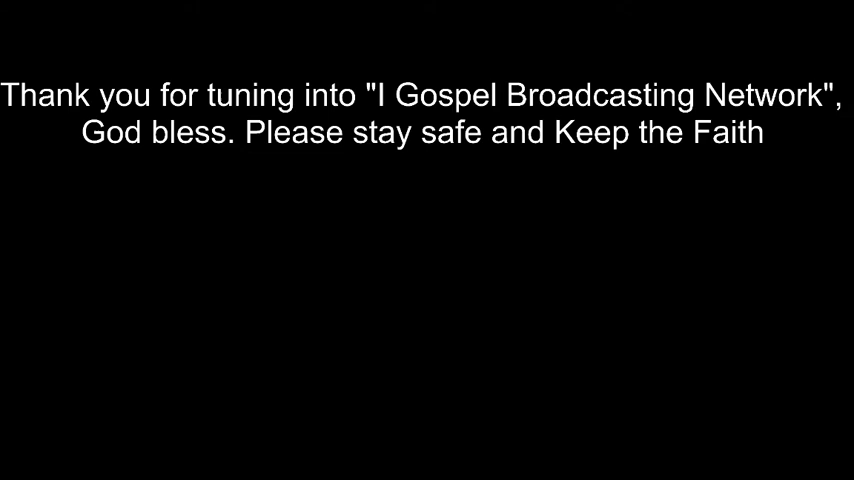 Thank you for tuning into "I Gospel Broadcasting Network",
God bless. Please stay safe and Keep the Faith